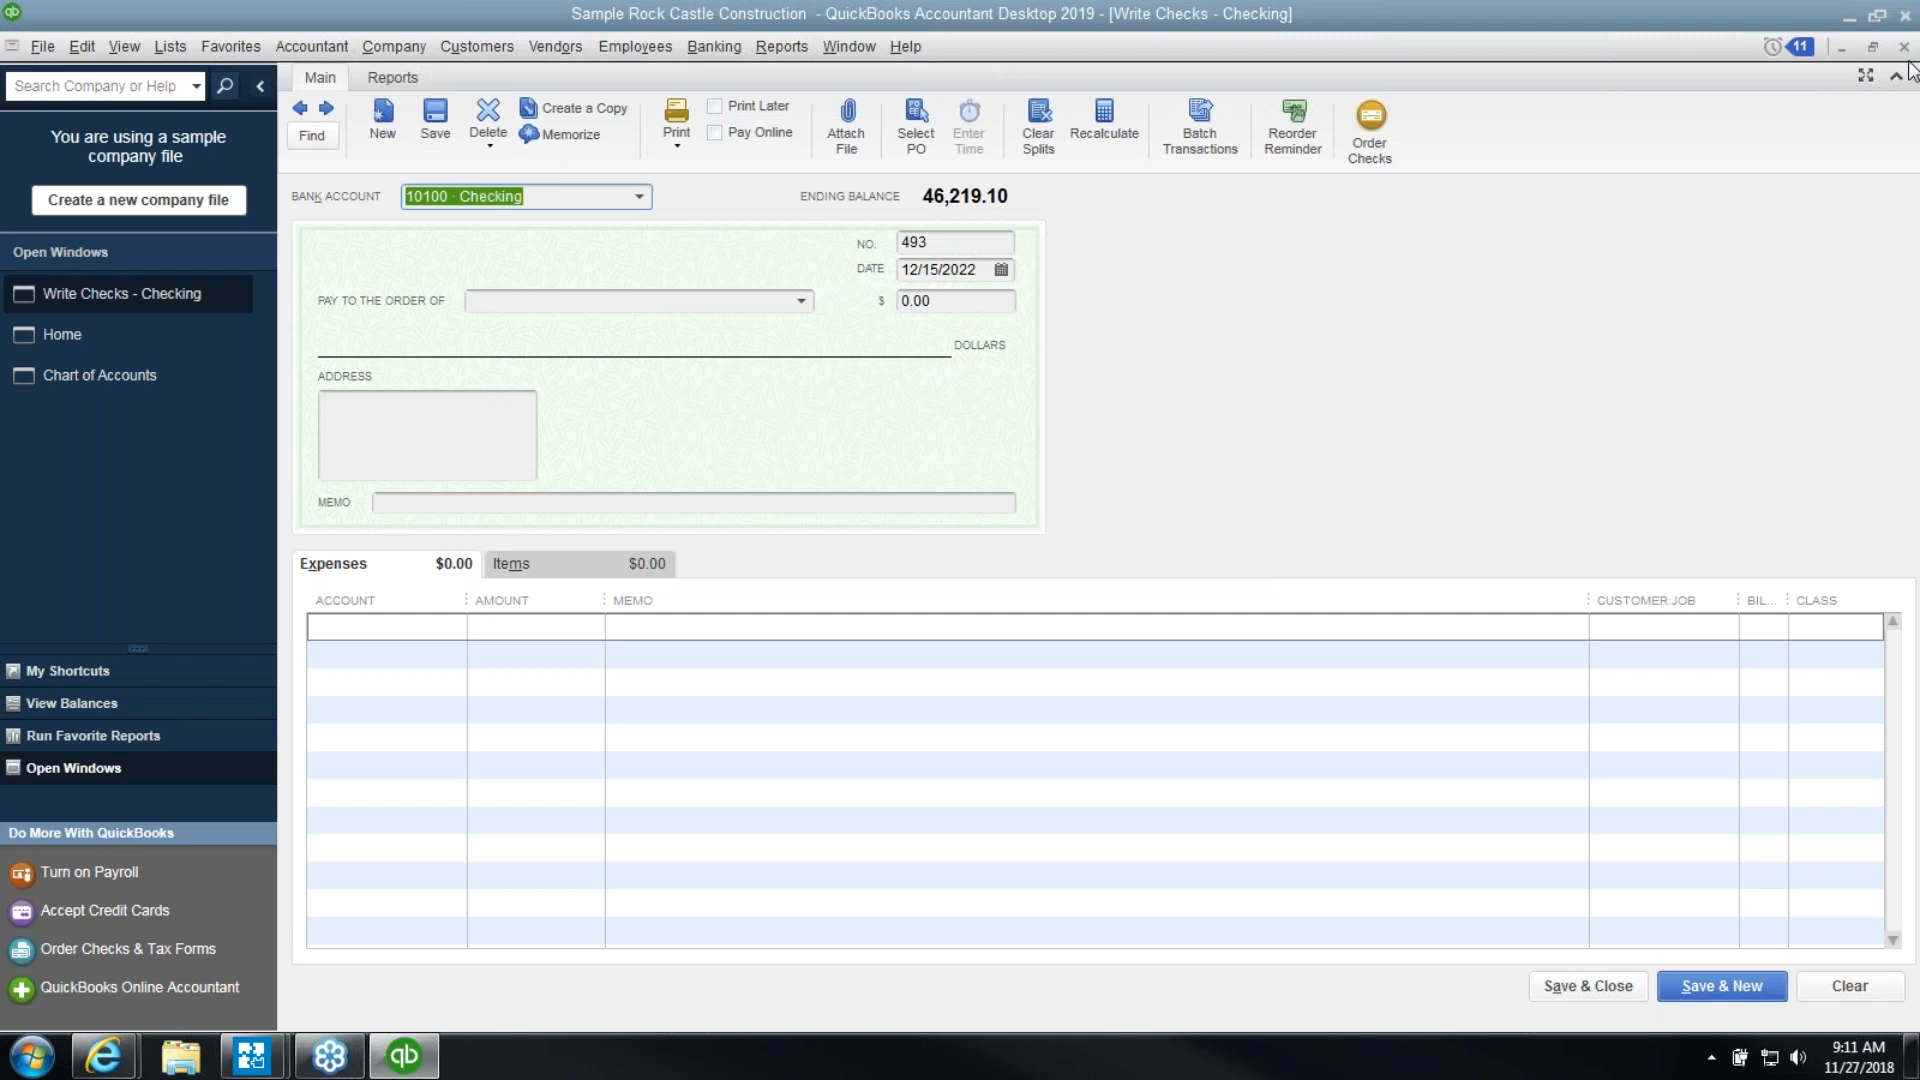 Sample Rock Castle Construction - QuickBooks Accountant Desktop 2019 - [Write Checks - Checking]
File Edit View Lists Favorites Accountant Company Customers Vendors Employees Banking Reports Window Help
11
Search Company or Help
Main Reports
Find
New
Save
Delete
Create a Copy
Memorize
Print
Print Later
Pay Online
Attach
File
Select
PO
Enter
Time
Clear
Splits
Recalculate
Batch
Transactions
Reorder
Reminder
Order
Checks
You are using a sample
company file
Create a new company file
Open Windows
Write Checks - Checking
Home
Chart of Accounts
My Shortcuts
View Balances
Run Favorite Reports
Open Windows
Do More With QuickBooks
Turn on Payroll
Accept Credit Cards
Order Checks & Tax Forms
QuickBooks Online Accountant
BANK ACCOUNT 10100 · Checking ENDING BALANCE 46,219.10
NO. 493
DATE 12/15/2022
PAY TO THE ORDER OF $ 0.00
DOLLARS
ADDRESS
MEMO
Expenses $0.00 Items $0.00
ACCOUNT AMOUNT MEMO CUSTOMER:JOB BIL... CLASS
Save & Close Save & New Clear
qb
9:11 AM
11/27/2018